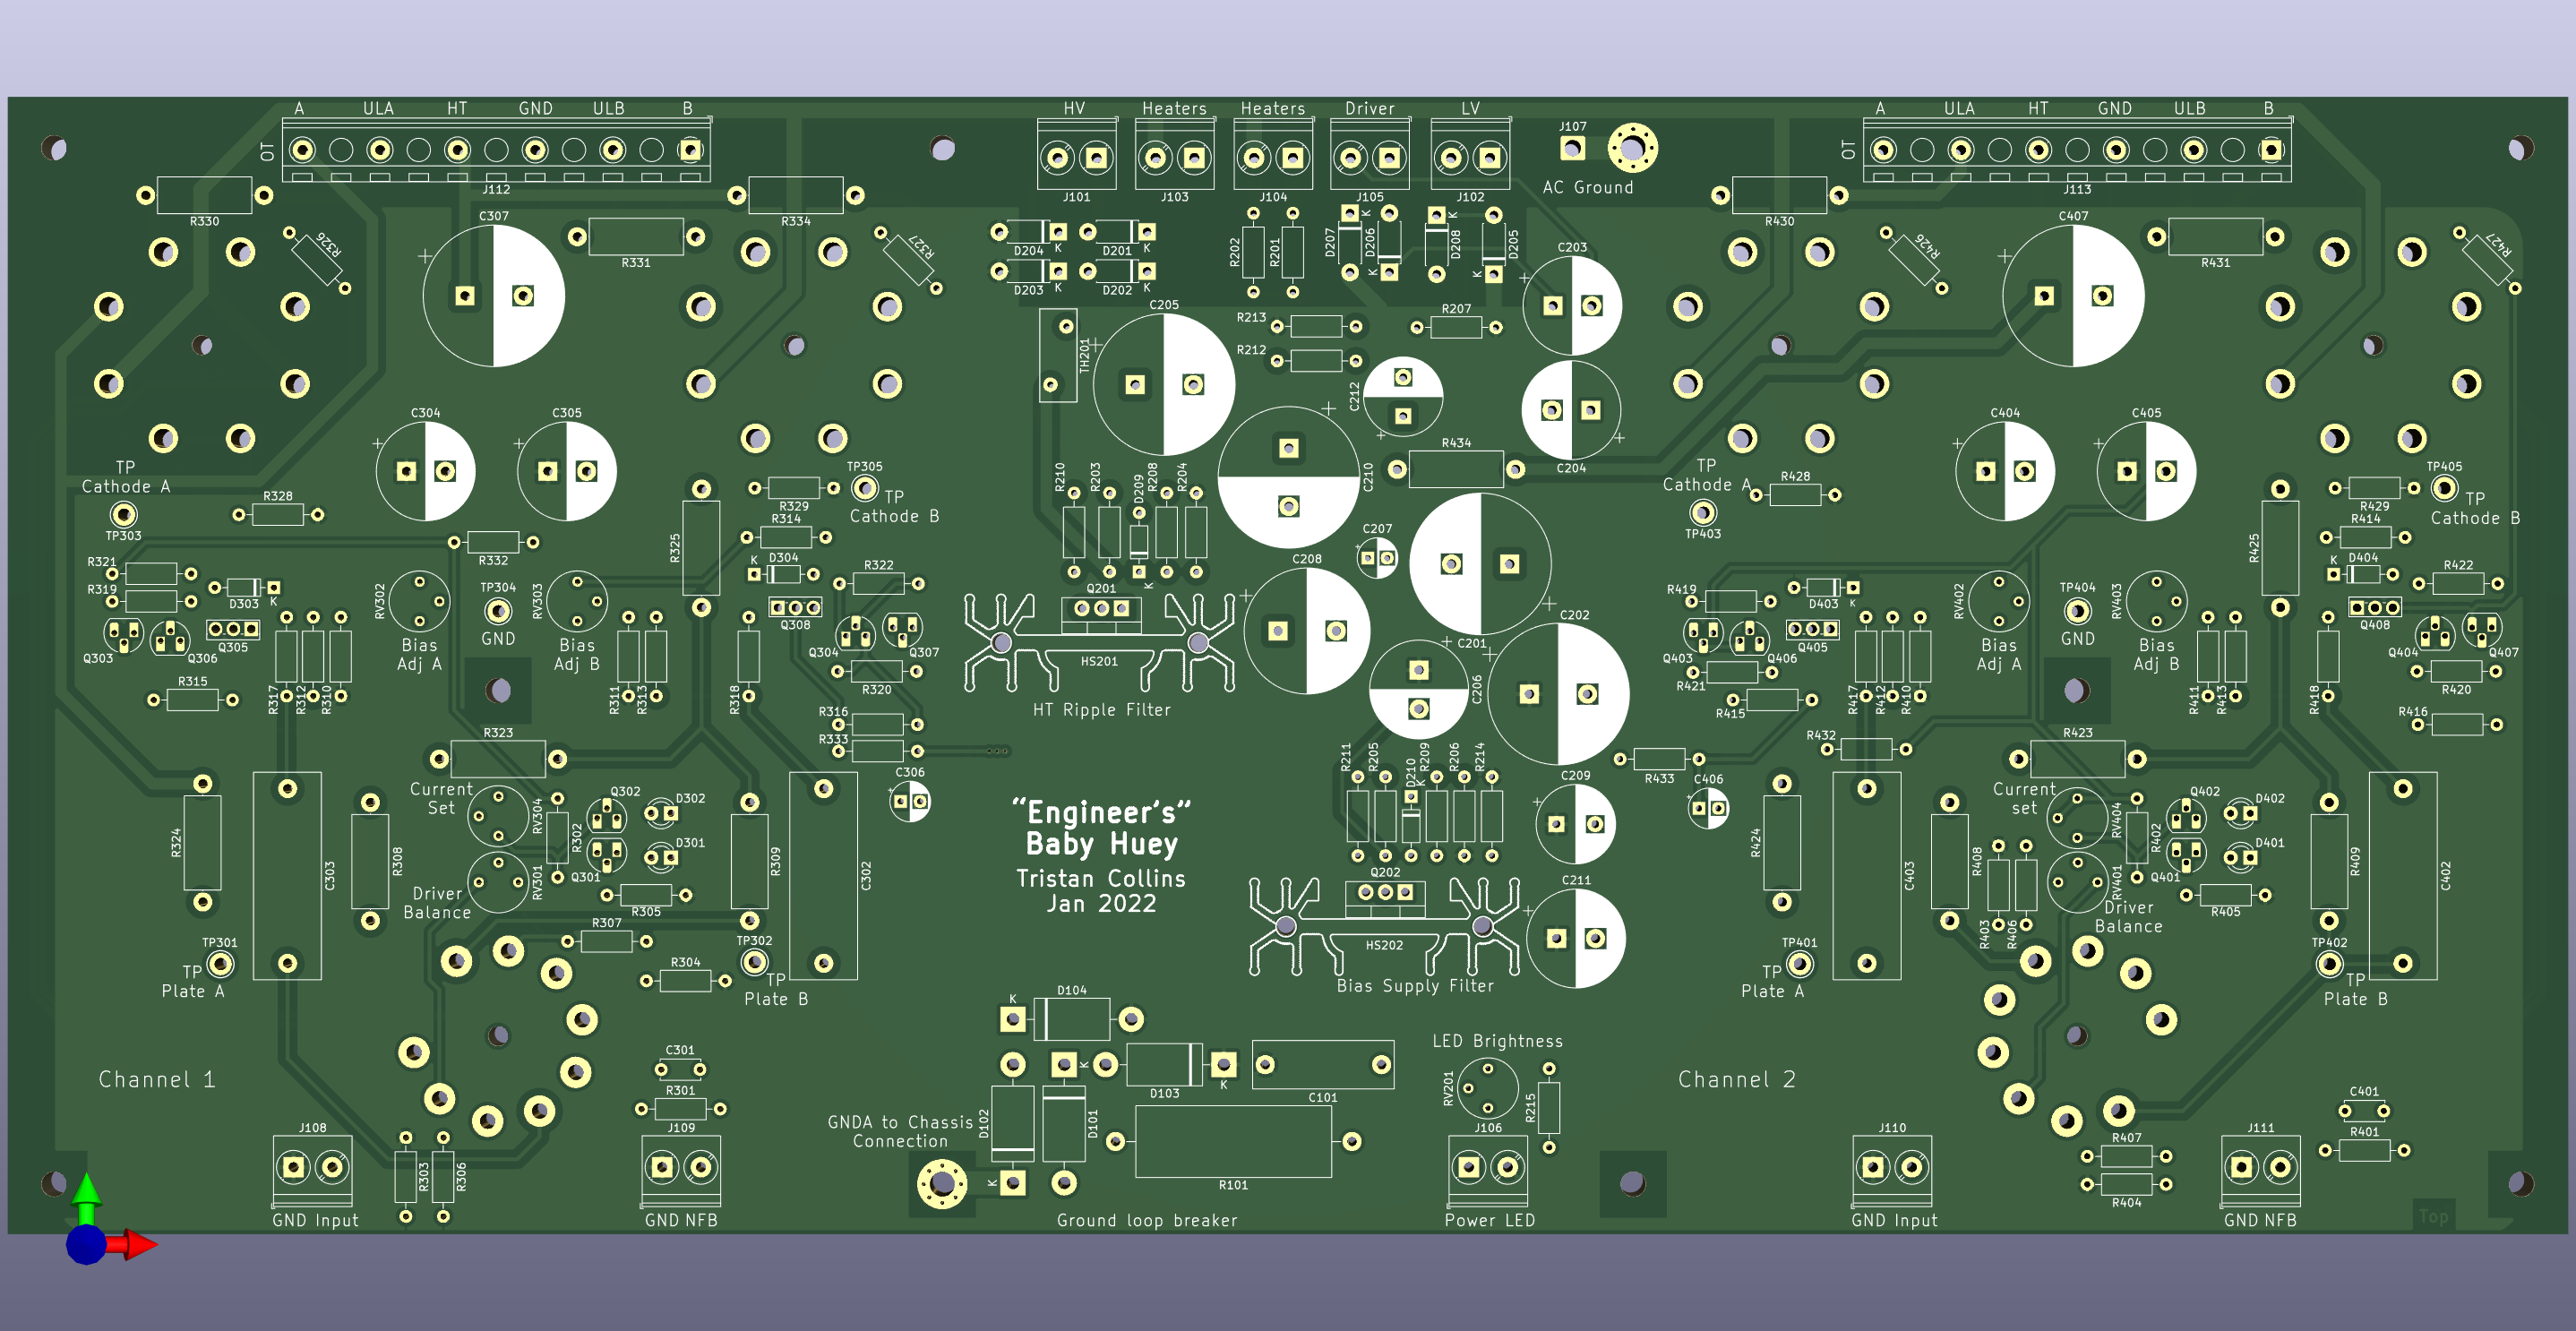 A ULA HT GND ULB B
HV Heaters Heaters Driver LV
A ULA HT GND ULB B
OT
J112
J101 J103 J104 J105 J102
J107
AC Ground
OT
J113
R330
R334
R430
C307
R331
R326
R327
D204 K D201 K
D203 K D202 K
R202 R201
D207 K D206 K
D208 K D205 K
C203
C407
R431
R426
R427
TH201
C205
R213
R212
R207
C212
C204
C210
R434
C304 C305
C404 C405
TP
Cathode A
TP303
R328
R332
R325
R329
TP305
TP
Cathode B
R314
K D304
R322
R210 R203 D209 R208 R204
K
C207
C208
C201
C202
TP
Cathode A
TP403
R428
R425
R429
TP405
TP
Cathode B
R414
K
D404
R422
R321
R319
D303 K
RV302
TP304
GND
RV303
Bias
Adj A
Bias
Adj B
Q303 Q306 Q305
R317 R312 R310
R311 R313
R318
Q308
Q304 Q307
R320
R315
R316
R333
C306
Q201
HS201
HT Ripple Filter
C206
R419
D403 K
Q403 Q406 Q405
R421
R415
R417 R412 R410
RV402
TP404
GND
RV403
Bias
Adj A
Bias
Adj B
R411 R413
R418
Q408
Q404 Q407
R420
R416
R323
Current
Set
RV304
R302
Q302 D302
Q301 D301
RV301
Driver
Balance
R305
R307
R304
R324
C303
R308
R309
C302
TP301
TP
Plate A
TP302
TP
Plate B
"Engineer's"
Baby Huey
Tristan Collins
Jan 2022
R211 R205 D210 K R209 R206 R214
C209
Q202
HS202
C211
Bias Supply Filter
R432
R433
C406
R424
C403
R408
R423
Current
set
RV404
R402
Q402 D402
Q401 D401
RV401
Driver
Balance
R403 R406
R405
R409
C402
TP401
TP
Plate A
TP402
TP
Plate B
K
D104
K
D103
K
D102
K
D101
C101
R101
LED Brightness
RV201
R215
Channel 1
Channel 2
C301
R301
GNDA to Chassis
Connection
J108
R303 R306
J109
J106
J110
R407
R404
J111
C401
R401
GND Input
GND NFB
Ground loop breaker
Power LED
GND Input
GND NFB
Top